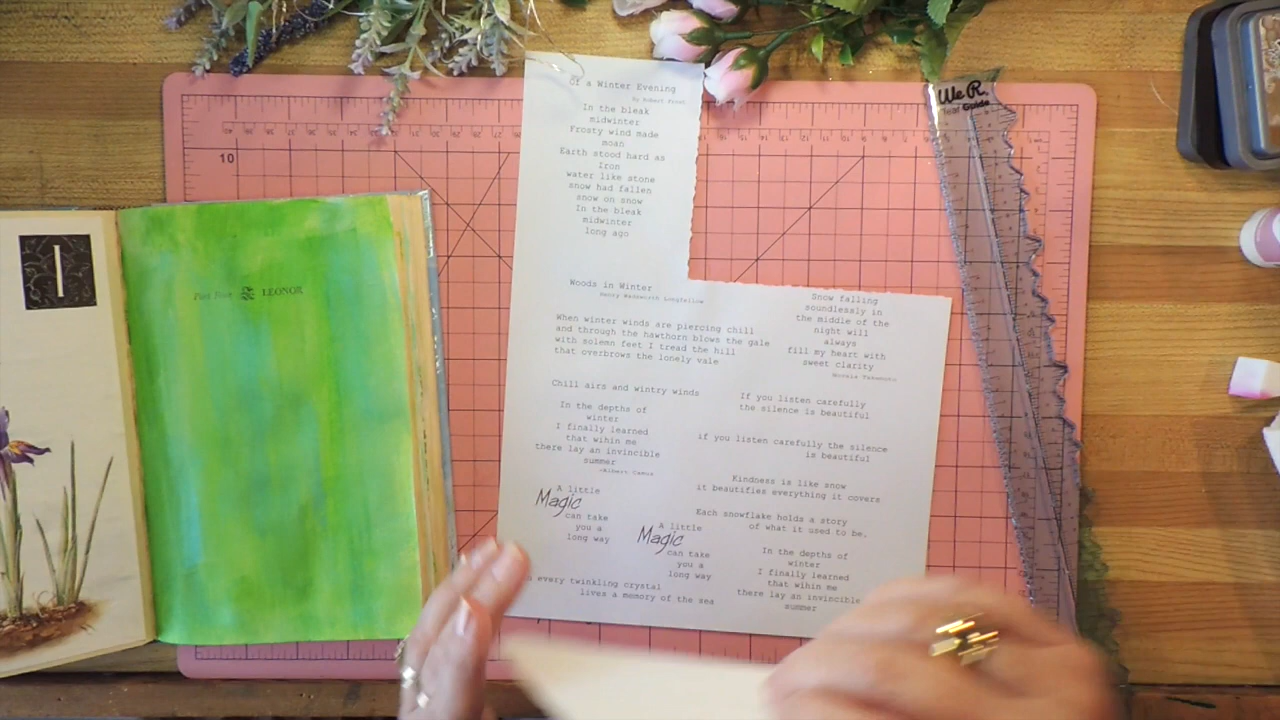 We R.
lear Guide
10
I
Part Four LEONOR
Of a Winter Evening
By Robert Frost
In the bleak
midwinter
Frosty wind made
moan
Earth stood hard as
Iron
water like stone
snow had fallen
snow on snow
In the bleak
midwinter
long ago
Woods in Winter
Henry Wadsworth Longfellow
When winter winds are piercing chill
and through the hawthorn blows the gale
with solemn feet I tread the hill
that overbrows the lonely vale
Chill airs and wintry winds
In the depths of
winter
I finally learned
that wihin me
there lay an invincible
summer
-Albert Camus
A little
Magic
can take
you a
long way
A little
Magic
can take
you a
long way
every twinkling crystal
lives a memory of the sea
Snow falling
soundlessly in
the middle of the
night will
always
fill my heart with
sweet clarity
If you listen carefully
the silence is beautiful
if you listen carefully the silence
is beautiful
Kindness is like snow
it beautifies everything it covers
Each snowflake holds a story
of what it used to be.
In the depths of
winter
I finally learned
that wihin me
there lay an invincible
summer